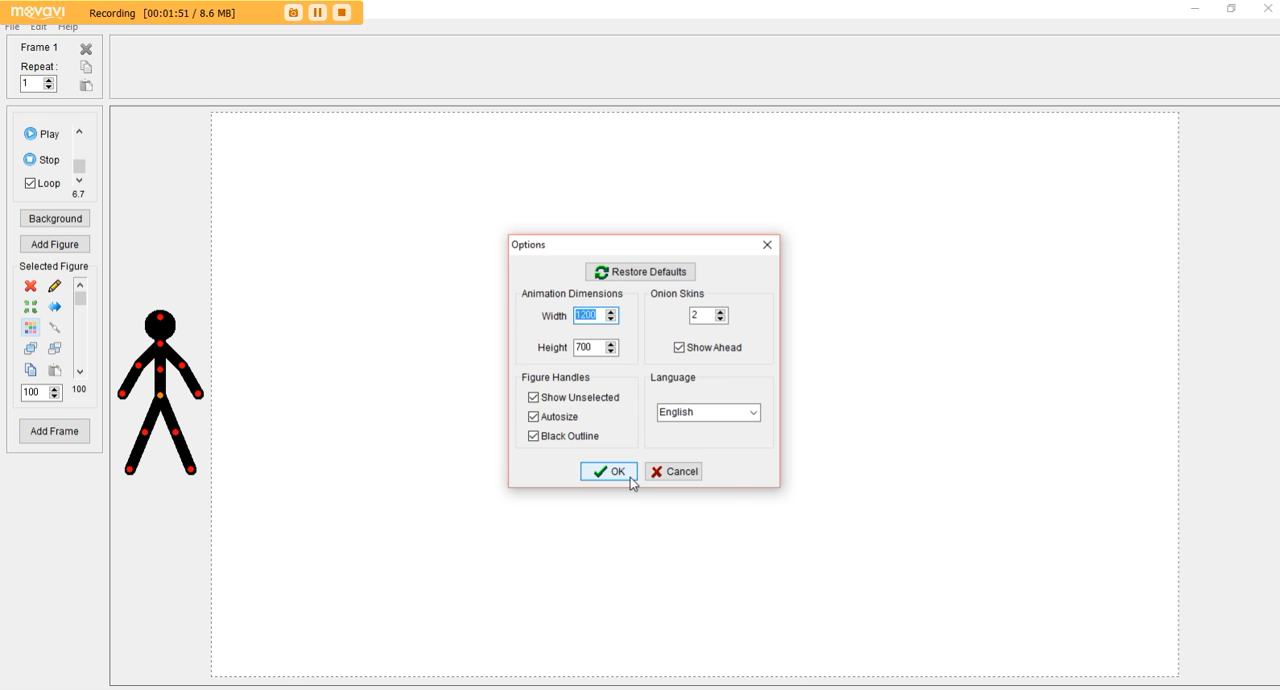 movavi Recording [00:01:51 / 8.6 MB]
File Edit Help
Frame 1
Repeat:
1
Play
Stop
Loop
6.7
Background
Add Figure
Selected Figure
100 100
Add Frame
Options
Restore Defaults
Animation Dimensions
Width 1200
Height 700
Onion Skins
2
Show Ahead
Figure Handles
Show Unselected
Autosize
Black Outline
Language
English
OK Cancel